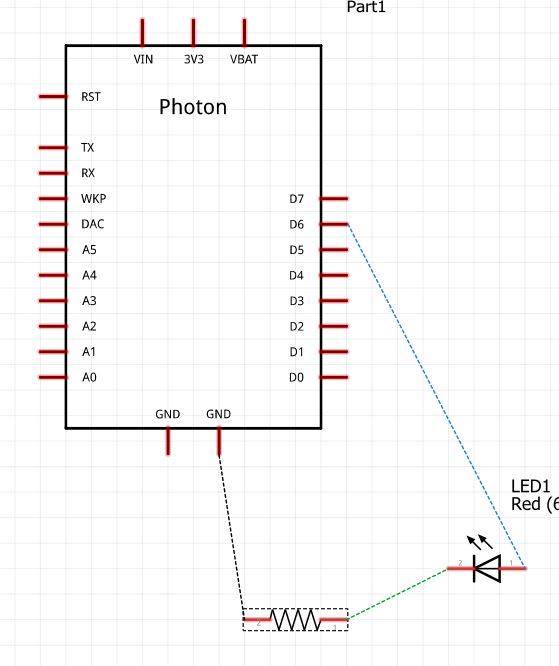 Part1
VIN 3V3 VBAT
RST
Photon
TX
RX
WKP D7
DAC D6
A5 D5
A4 D4
A3 D3
A2 D2
A1 D1
A0 D0
GND GND
LED1
Red (6
2 1
2 1